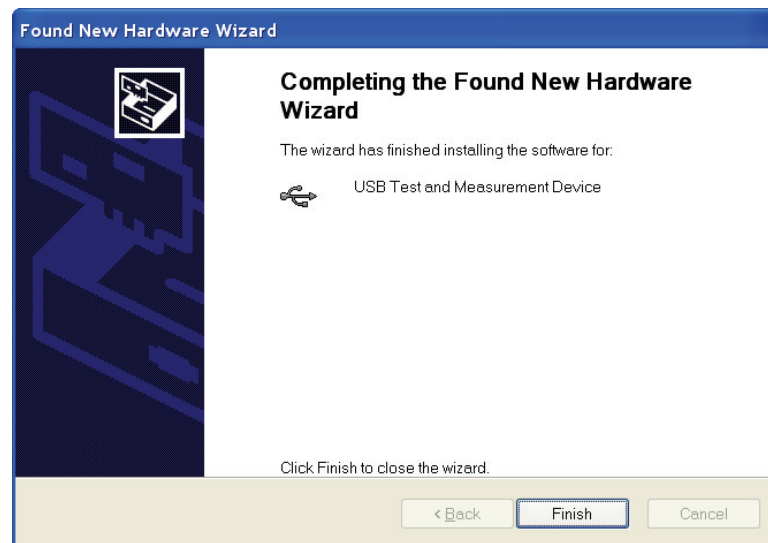 Found New Hardware Wizard
Completing the Found New Hardware
Wizard
The wizard has finished installing the software for:
USB Test and Measurement Device
Click Finish to close the wizard.
< Back
Finish
Cancel